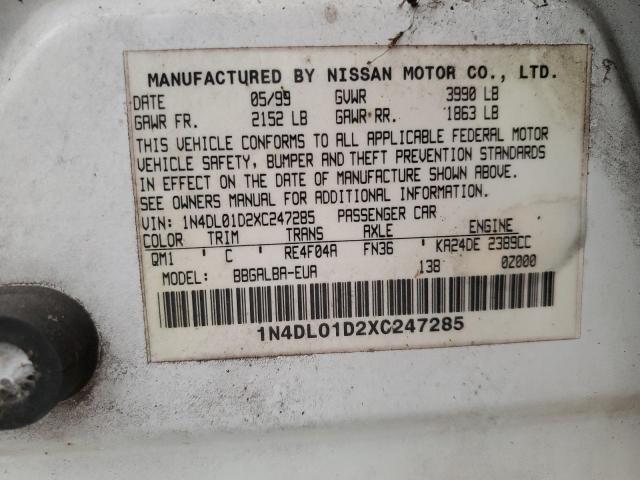 MANUFACTURED BY NISSAN MOTOR CO., LTD.
DATE 05/99 GVWR 3990 LB
GAWR FR. 2152 LB GAWR RR. 1863 LB
THIS VEHICLE CONFORMS TO ALL APPLICABLE FEDERAL MOTOR
VEHICLE SAFETY, BUMPER AND THEFT PREVENTION STANDARDS
IN EFFECT ON THE DATE OF MANUFACTURE SHOWN ABOVE.
SEE OWNERS MANUAL FOR ADDITIONAL INFORMATION.
VIN: 1N4DL01D2XC247285 PASSENGER CAR
COLOR TRIM TRANS AXLE ENGINE
QM1 C RE4F04A FN36 KA24DE 2389CC
MODEL: BBGALBA-EUA 138 0Z000
1N4DL01D2XC247285